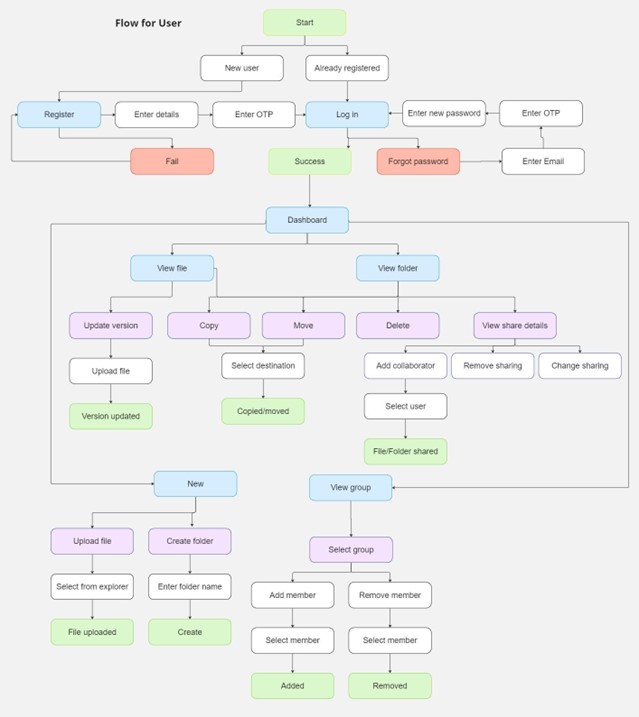 Flow for User
Start
New user
Already registered
Register
Enter details
Enter OTP
Log in
Enter new password
Enter OTP
Fail
Success
Forgot password
Enter Email
Dashboard
View file
View folder
Update version
Copy
Move
Delete
View share details
Upload file
Select destination
Add collaborator
Remove sharing
Change sharing
Version updated
Copied/moved
Select user
File/Folder shared
New
View group
Upload file
Create folder
Select group
Select from explorer
Enter folder name
Add member
Remove member
File uploaded
Create
Select member
Select member
Added
Removed